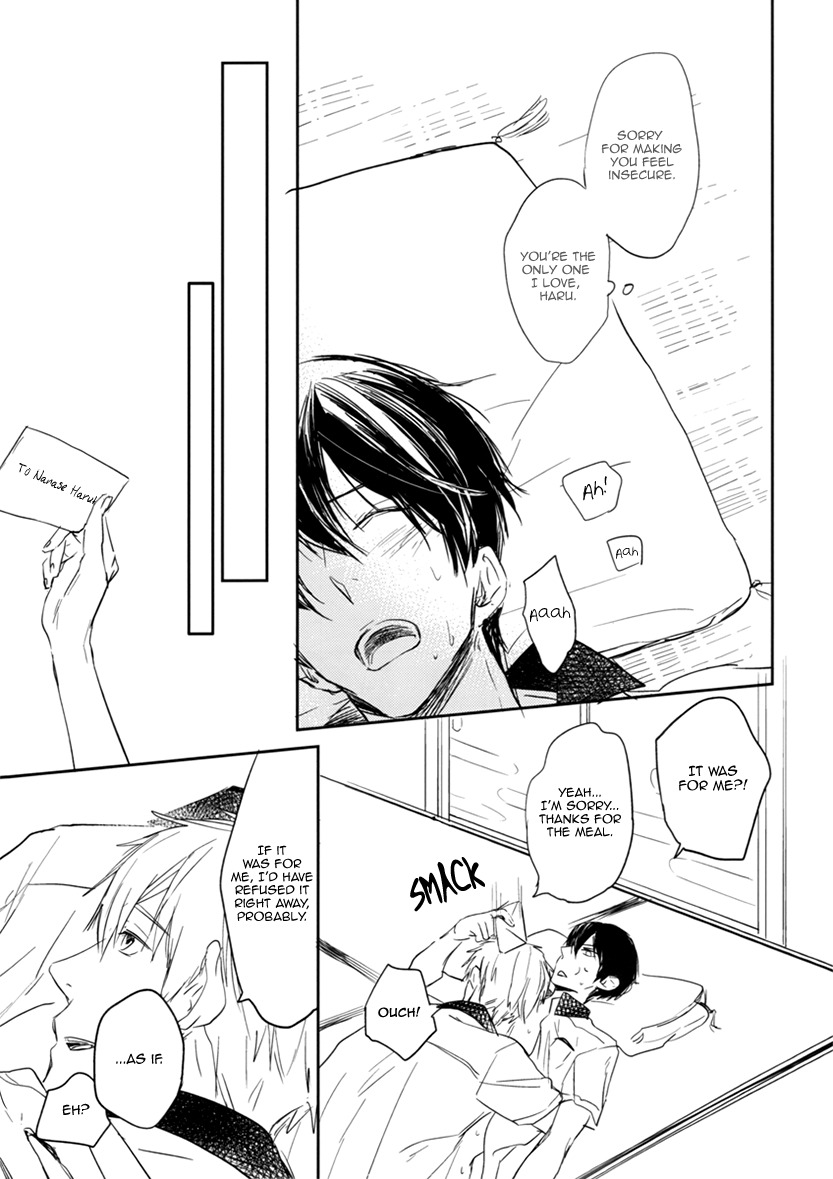 SORRY
FOR MAKING
YOU FEEL
INSECURE.
YOU'RE THE
ONLY ONE
I LOVE,
HARU.
Ah!
Aah
Aaah
To Nanase Haruk
IT WAS
FOR ME?!
YEAH...
I'M SORRY...
THANKS FOR
THE MEAL.
SMACK
OUCH!
IF IT
WAS FOR
ME, I'D HAVE
REFUSED IT
RIGHT AWAY,
PROBABLY.
...AS IF.
EH?